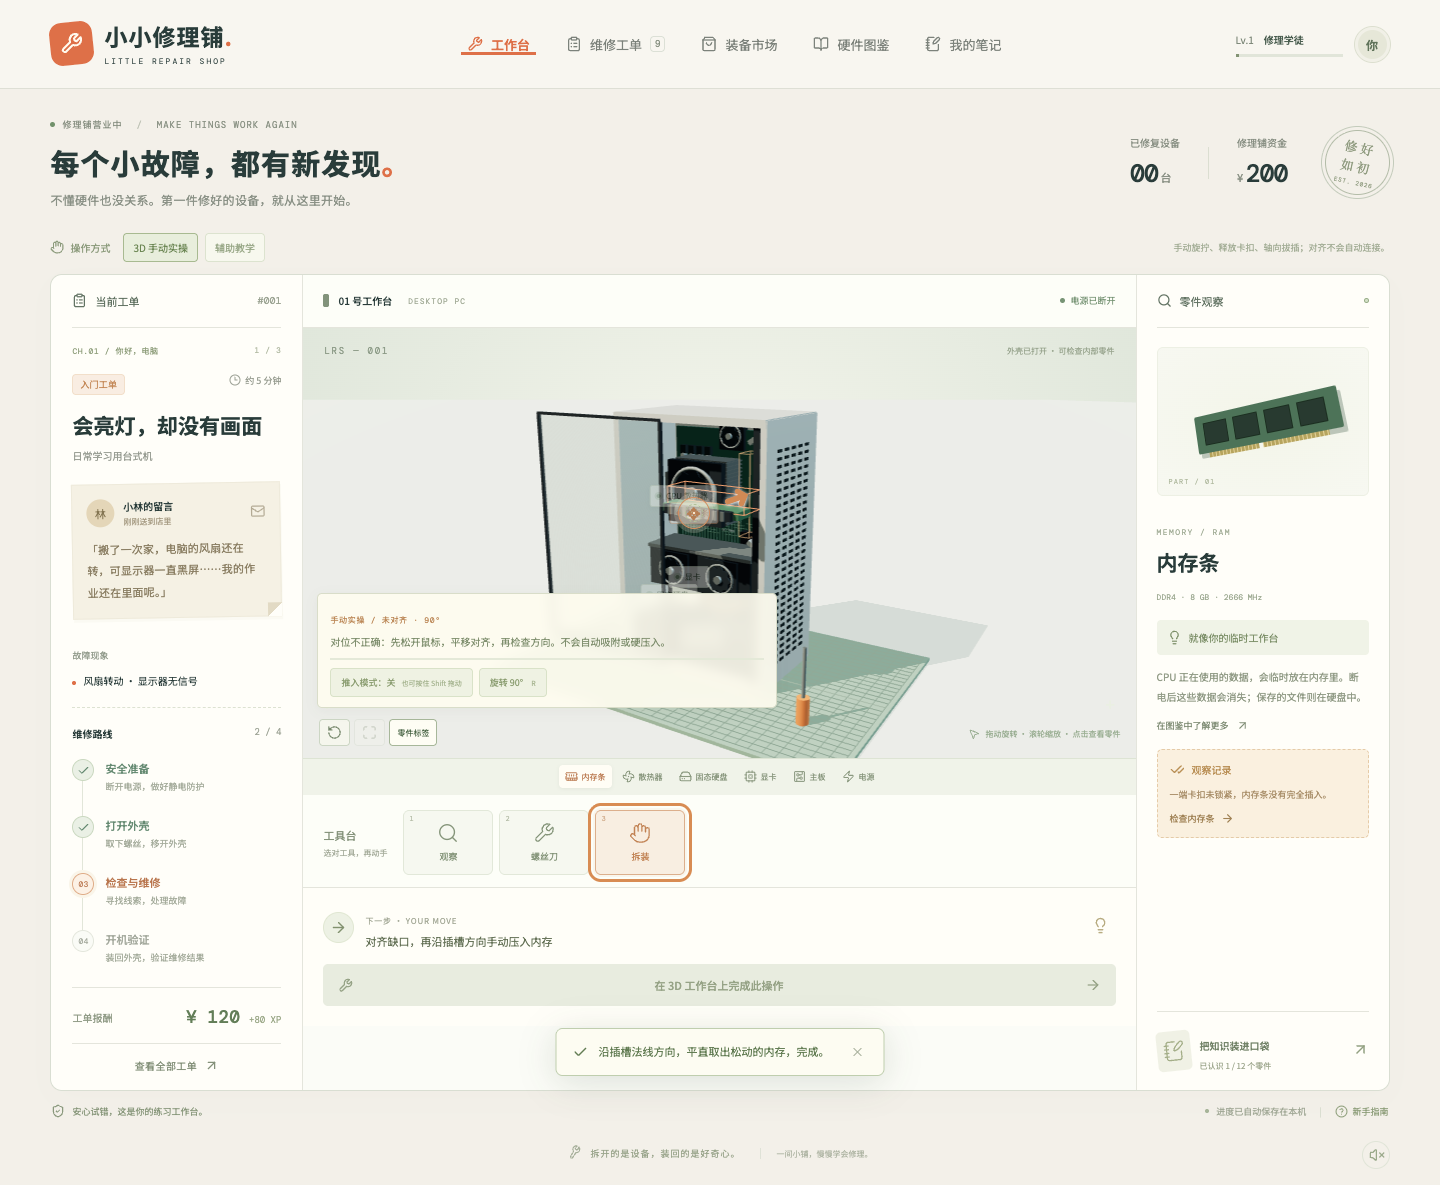 小小修理铺.
LITTLE REPAIR SHOP
工作台
维修工单 9
装备市场
硬件图鉴
我的笔记
Lv.1 修理学徒
你
修理铺营业中 / MAKE THINGS WORK AGAIN
每个小故障，都有新发现。
不懂硬件也没关系。第一件修好的设备，就从这里开始。
已修复设备
00台
修理铺资金
¥200
修好
如初
EST. 2026
操作方式
3D 手动实操
辅助教学
手动旋拧、释放卡扣、轴向拔插；对齐不会自动连接。
当前工单 #001
CH.01 / 你好，电脑 1 / 3
入门工单 约 5 分钟
会亮灯，却没有画面
日常学习用台式机
林
小林的留言
刚刚送到店里
「搬了一次家，电脑的风扇还在
转，可显示器一直黑屏……我的作
业还在里面呢。」
故障现象
风扇转动 · 显示器无信号
维修路线 2 / 4
安全准备
断开电源，做好静电防护
打开外壳
取下螺丝，移开外壳
03 检查与维修
寻找线索，处理故障
04 开机验证
装回外壳，验证维修结果
工单报酬 ¥ 120 +80 XP
查看全部工单
01 号工作台 DESKTOP PC
电源已断开
LRS — 001
外壳已打开 · 可检查内部零件
显卡
手动实操 / 未对齐 · 90°
对位不正确：先松开鼠标，平移对齐，再检查方向。不会自动吸附或硬压入。
推入模式：关 也可按住 Shift 拖动
旋转 90° R
零件标签
拖动旋转 · 滚轮缩放 · 点击查看零件
内存条
散热器
固态硬盘
显卡
主板
电源
工具台
选对工具，再动手
1 观察
2 螺丝刀
3 拆装
下一步 · YOUR MOVE
对齐缺口，再沿插槽方向手动压入内存
在 3D 工作台上完成此操作
沿插槽法线方向，平直取出松动的内存，完成。
零件观察
PART / 01
MEMORY / RAM
内存条
DDR4 · 8 GB · 2666 MHz
就像你的临时工作台
CPU 正在使用的数据，会临时放在内存里。断
电后这些数据会消失；保存的文件则在硬盘中。
在图鉴中了解更多
观察记录
一端卡扣未锁紧，内存条没有完全插入。
检查内存条
把知识装进口袋
已认识 1 / 12 个零件
安心试错，这是你的练习工作台。
进度已自动保存在本机
新手指南
拆开的是设备，装回的是好奇心。
一间小铺，慢慢学会修理。